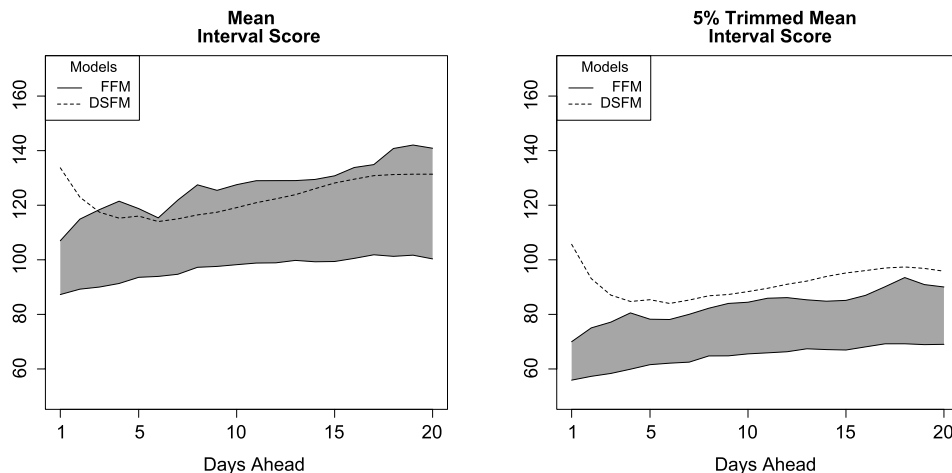 Mean
Interval Score
Models
FFM
DSFM
160
140
120
100
80
60
1 5 10 15 20
Days Ahead
5% Trimmed Mean
Interval Score
Models
FFM
DSFM
160
140
120
100
80
60
1 5 10 15 20
Days Ahead